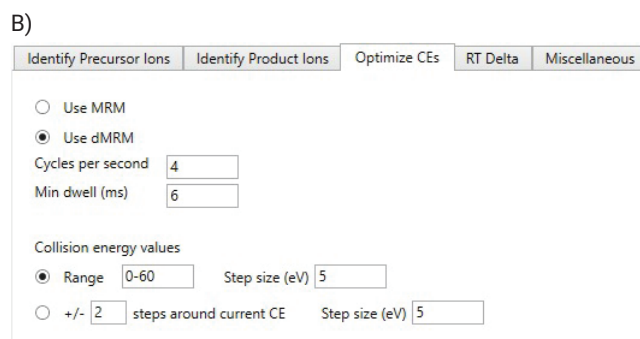 B)
Identify Precursor Ions Identify Product Ions Optimize CEs RT Delta Miscellaneous
Use MRM
Use dMRM
Cycles per second 4
Min dwell (ms) 6
Collision energy values
Range 0-60 Step size (eV) 5
+/- 2 steps around current CE Step size (eV) 5